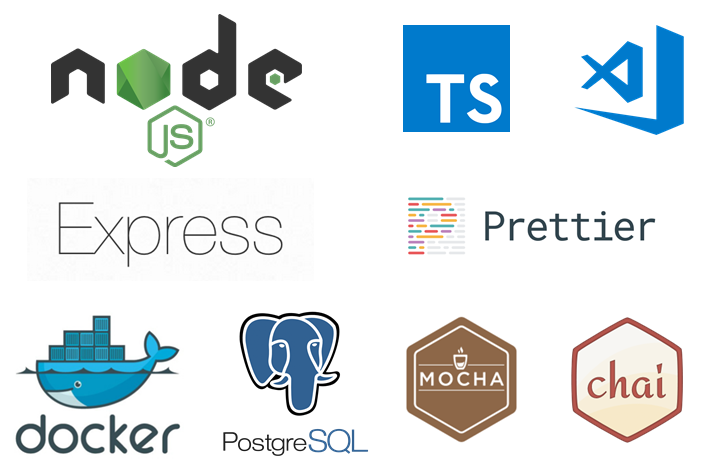 node
JS®
TS
Express
Prettier
docker
PostgreSQL
MOCHA
chai